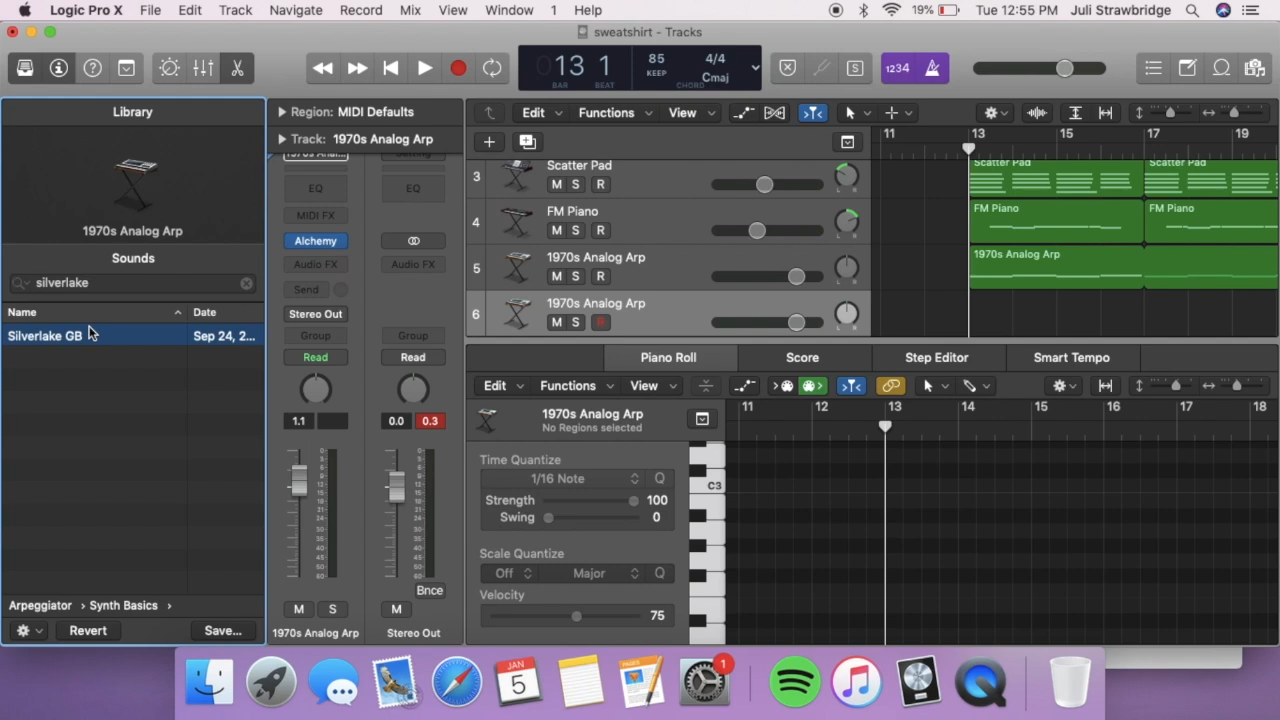 Logic Pro X File Edit Track Navigate Record Mix View Window 1 Help 19% Tue 12:55 PM Juli Strawbridge
sweatshirt - Tracks
13 1 85 4/4
BAR BEAT KEEP Cmaj
CHORD
S 1234
Library
1970s Analog Arp
Sounds
silverlake
Name Date
Silverlake GB Sep 24, 2...
Arpeggiator Synth Basics
Revert Save...
Region: MIDI Defaults
Track: 1970s Analog Arp
EQ EQ
MIDI FX
Alchemy
Audio FX Audio FX
Send
Stereo Out
Group Group
Read Read
1.1 0.0 0.3
Bnce
M S M
1970s Analog Arp Stereo Out
Edit Functions View
11 13 15 17 19
3 Scatter Pad
M S R
4 FM Piano
M S R
5 1970s Analog Arp
M S R
6 1970s Analog Arp
M S R
Scatter Pad Scatter Pad
FM Piano FM Piano
1970s Analog Arp
Piano Roll Score Step Editor Smart Tempo
Edit Functions View
1970s Analog Arp
No Regions selected
11 12 13 14 15 16 17 18
Time Quantize
1/16 Note Q
Strength 100
Swing 0
Scale Quantize
Off Major Q
Velocity
75
C3
JAN
5
PAGES
1